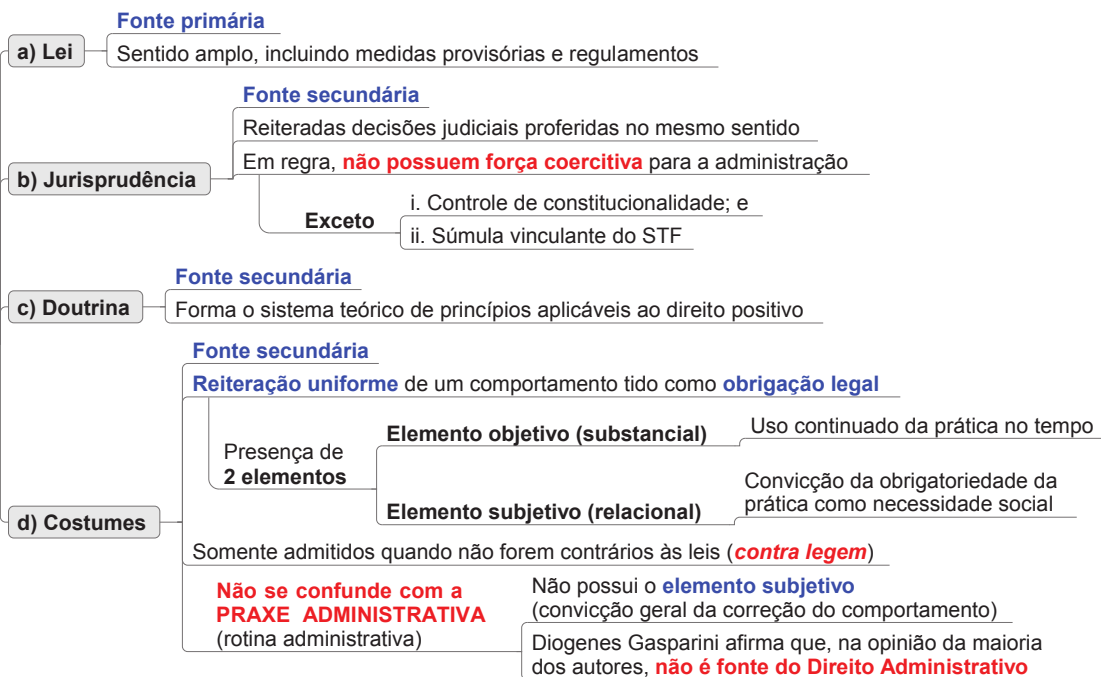 Fonte primária
a) Lei
Sentido amplo, incluindo medidas provisórias e regulamentos
Fonte secundária
Reiteradas decisões judiciais proferidas no mesmo sentido
b) Jurisprudência
Em regra, não possuem força coercitiva para a administração
Exceto
i. Controle de constitucionalidade; e
ii. Súmula vinculante do STF
Fonte secundária
c) Doutrina
Forma o sistema teórico de princípios aplicáveis ao direito positivo
Fonte secundária
Reiteração uniforme de um comportamento tido como obrigação legal
Presença de
2 elementos
Elemento objetivo (substancial)
Uso continuado da prática no tempo
Elemento subjetivo (relacional)
Convicção da obrigatoriedade da
prática como necessidade social
d) Costumes
Somente admitidos quando não forem contrários às leis (contra legem)
Não se confunde com a
PRAXE ADMINISTRATIVA
(rotina administrativa)
Não possui o elemento subjetivo
(convicção geral da correção do comportamento)
Diogenes Gasparini afirma que, na opinião da maioria
dos autores, não é fonte do Direito Administrativo